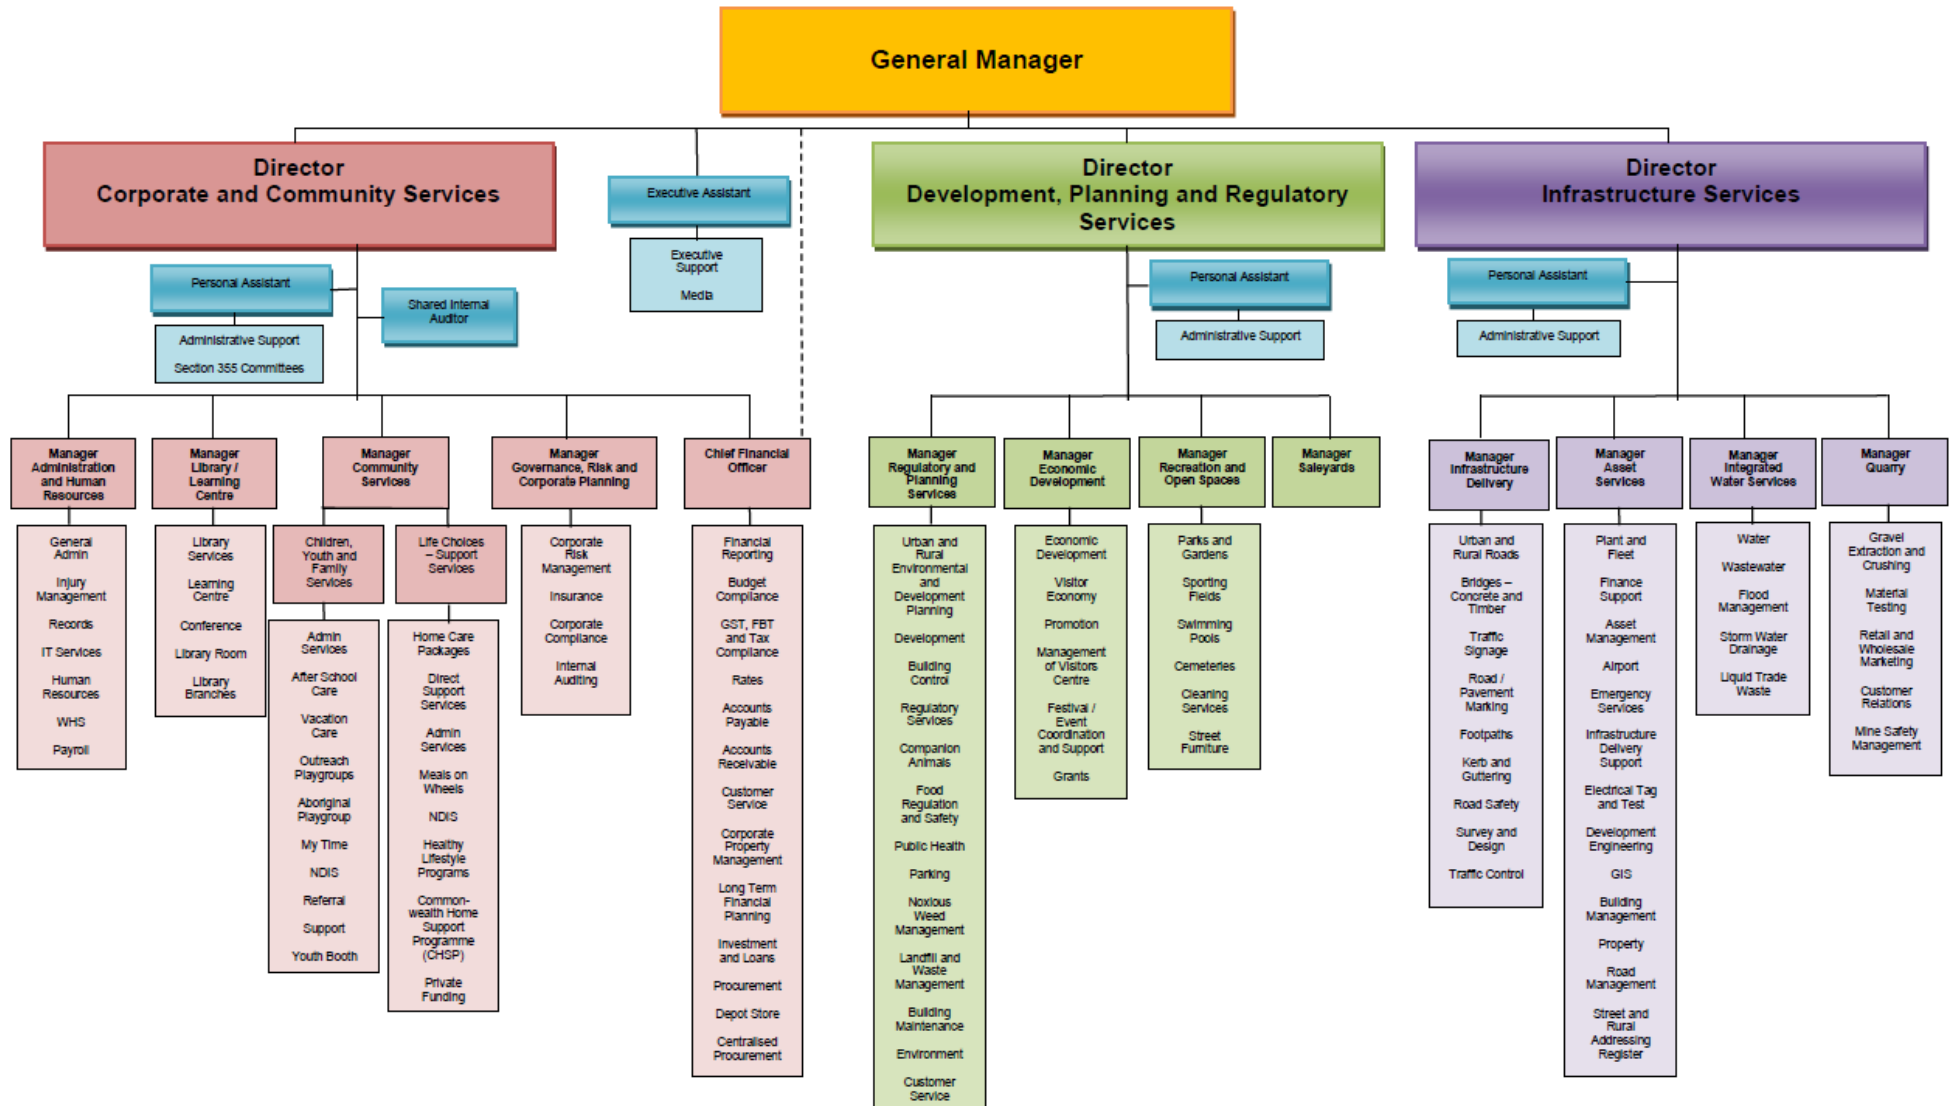 General Manager
Director
Corporate and Community Services
Executive Assistant
Executive
Support
Media
Director
Development, Planning and Regulatory
Services
Director
Infrastructure Services
Personal Assistant
Administrative Support
Section 355 Committees
Shared Internal
Auditor
Personal Assistant
Administrative Support
Personal Assistant
Administrative Support
Manager
Administration
and Human
Resources
General
Admin
Injury
Management
Records
IT Services
Human
Resources
WHS
Payroll
Manager
Library /
Learning
Centre
Library
Services
Learning
Centre
Conference
Library Room
Library
Branches
Manager
Community
Services
Children,
Youth and
Family
Services
Admin
Services
After School
Care
Vacation
Care
Outreach
Playgroups
Aboriginal
Playgroup
My Time
NDIS
Referral
Support
Youth Booth
Life Choices
– Support
Services
Home Care
Packages
Direct
Support
Services
Admin
Services
Meals on
Wheels
NDIS
Healthy
Lifestyle
Programs
Common-
wealth Home
Support
Programme
(CHSP)
Private
Funding
Manager
Governance, Risk and
Corporate Planning
Corporate
Risk
Management
Insurance
Corporate
Compliance
Internal
Auditing
Chief Financial
Officer
Financial
Reporting
Budget
Compliance
GST, FBT
and Tax
Compliance
Rates
Accounts
Payable
Accounts
Receivable
Customer
Service
Corporate
Property
Management
Long Term
Financial
Planning
Investment
and Loans
Procurement
Depot Store
Centralised
Procurement
Manager
Regulatory and
Planning
Services
Urban and
Rural
Environmental
and
Development
Planning
Development
Building
Control
Regulatory
Services
Companion
Animals
Food
Regulation
and Safety
Public Health
Parking
Noxious
Weed
Management
Landfill and
Waste
Management
Building
Maintenance
Environment
Customer
Service
Manager
Economic
Development
Economic
Development
Visitor
Economy
Promotion
Management
of Visitors
Centre
Festival /
Event
Coordination
and Support
Grants
Manager
Recreation and
Open Spaces
Parks and
Gardens
Sporting
Fields
Swimming
Pools
Cemeteries
Cleaning
Services
Street
Furniture
Manager
Saleyards
Manager
Infrastructure
Delivery
Urban and
Rural Roads
Bridges –
Concrete and
Timber
Traffic
Signage
Road /
Pavement
Marking
Footpaths
Kerb and
Guttering
Road Safety
Survey and
Design
Traffic Control
Manager
Asset
Services
Plant and
Fleet
Finance
Support
Asset
Management
Airport
Emergency
Services
Infrastructure
Delivery
Support
Electrical Tag
and Test
Development
Engineering
GIS
Building
Management
Property
Road
Management
Street and
Rural
Addressing
Register
Manager
Integrated
Water Services
Water
Wastewater
Flood
Management
Storm Water
Drainage
Liquid Trade
Waste
Manager
Quarry
Gravel
Extraction and
Crushing
Material
Testing
Retail and
Wholesale
Marketing
Customer
Relations
Mine Safety
Management